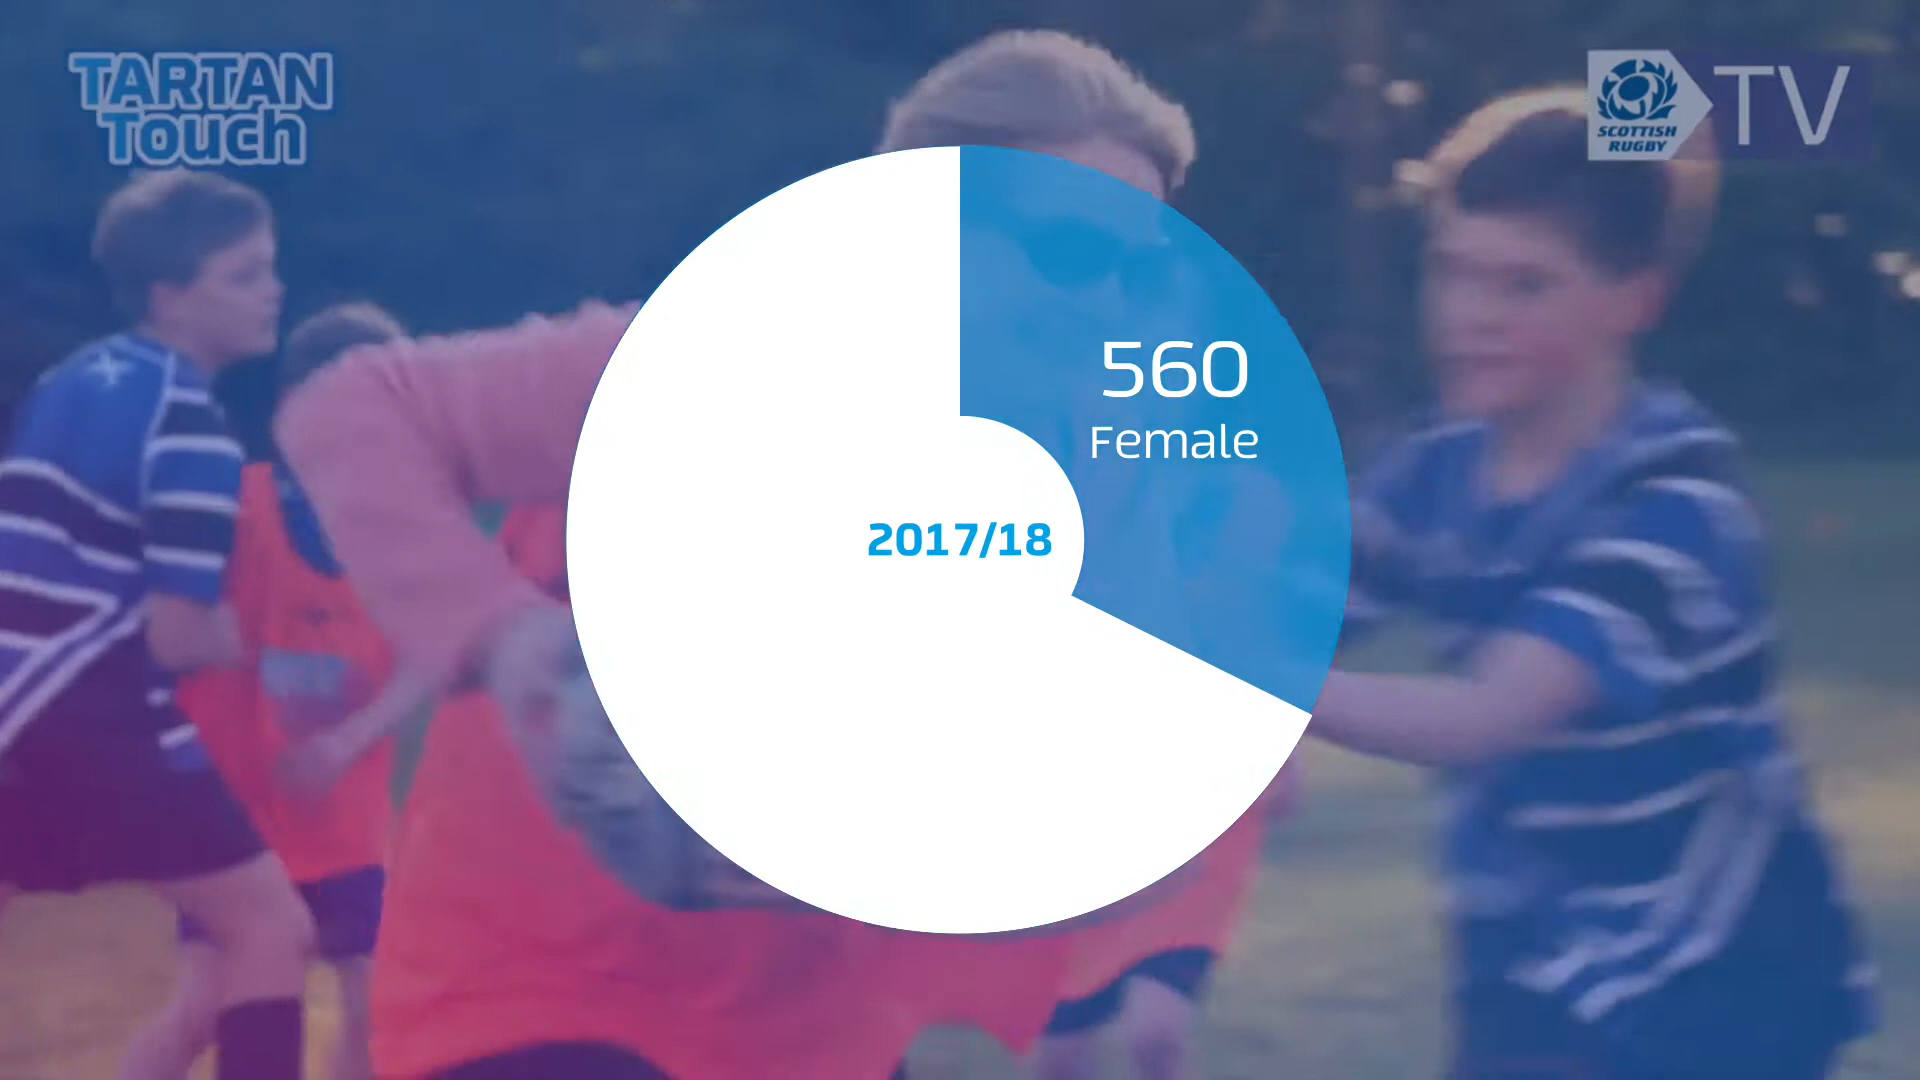 TARTAN
Touch
SCOTTISH
RUGBY
TV
560
Female
2017/18